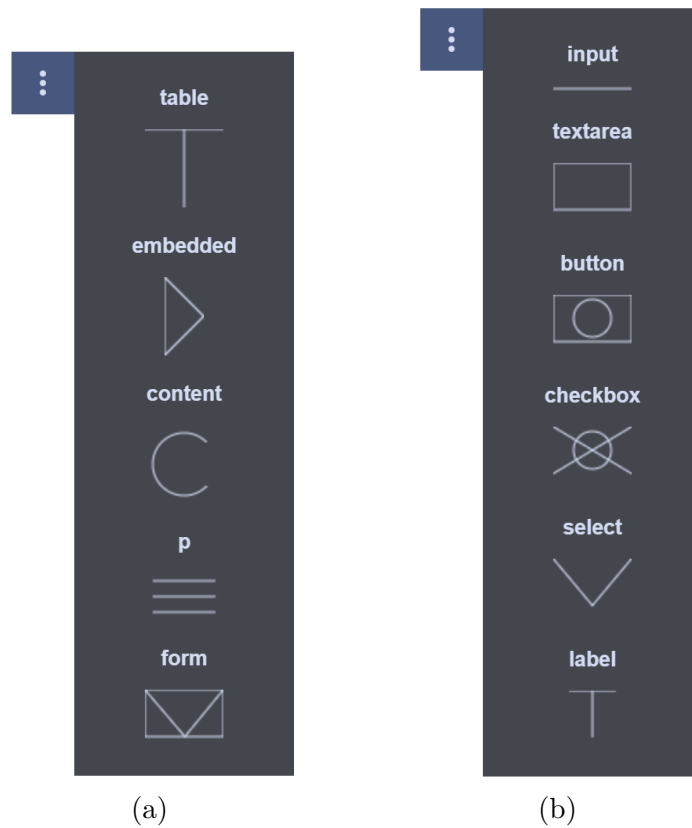 table
embedded
content
p
form
(a)
input
textarea
button
checkbox
select
label
(b)